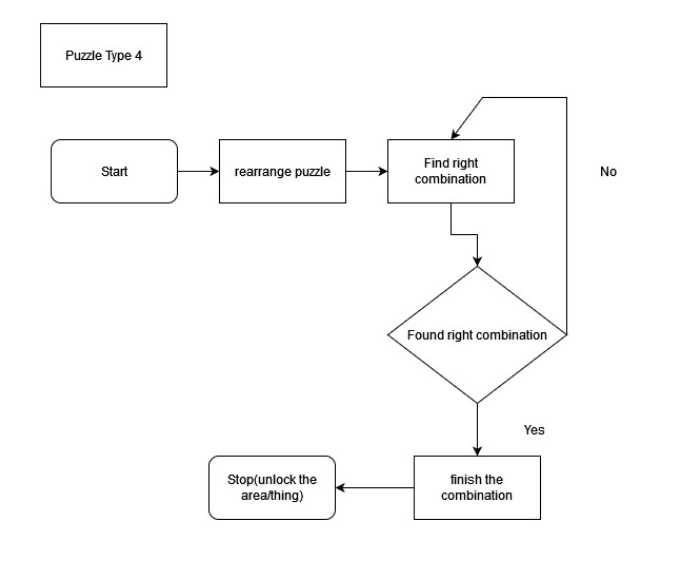 Puzzle Type 4
Start
rearrange puzzle
Find right
combination
No
Found right combination
Yes
Stop(unlock the
area/thing)
finish the
combination